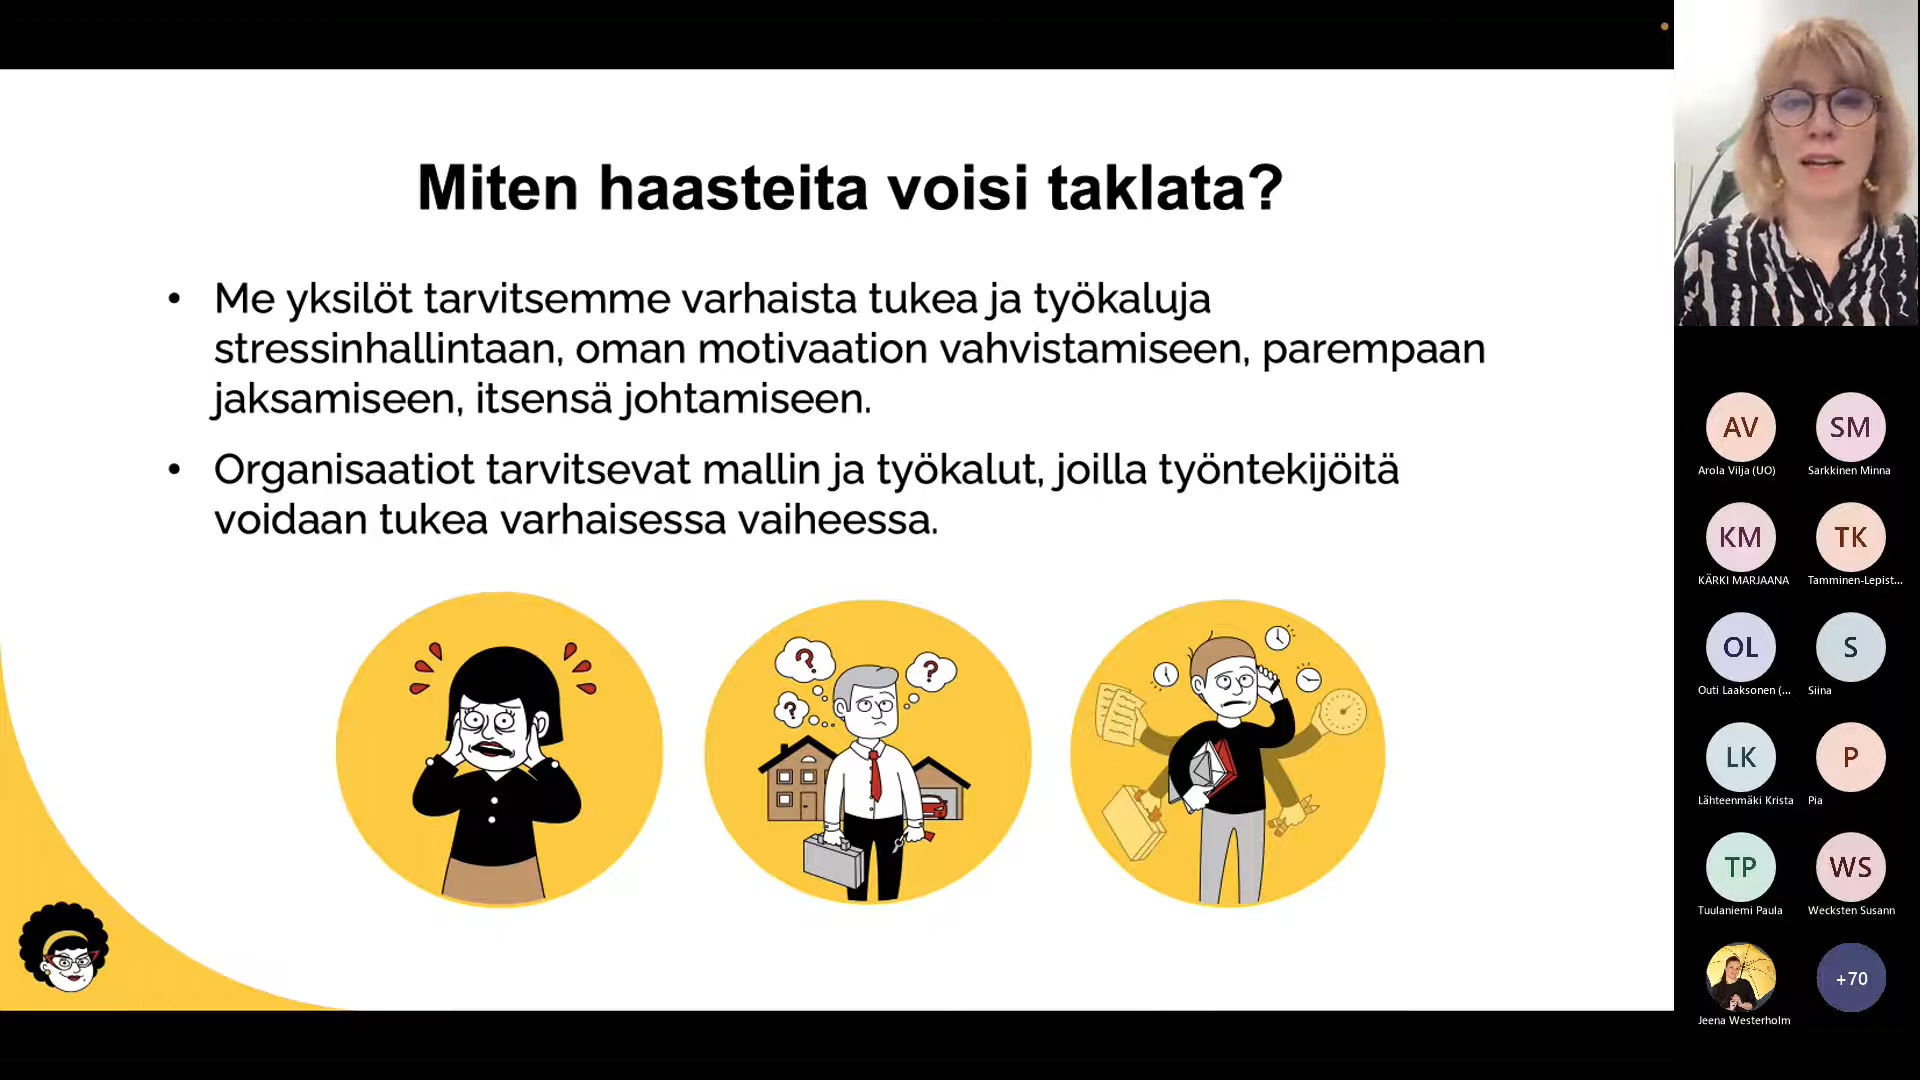 Miten haasteita voisi taklata?
• Me yksilöt tarvitsemme varhaista tukea ja työkaluja
stressinhallintaan, oman motivaation vahvistamiseen, parempaan
jaksamiseen, itsensä johtamiseen.
• Organisaatiot tarvitsevat mallin ja työkalut, joilla työntekijöitä
voidaan tukea varhaisessa vaiheessa.
? ? ?
AV SM
Arola Vilja (UO) Sarkkinen Minna
KM TK
KÄRKI MARJAANA Tamminen-Lepist...
OL S
Outi Laaksonen (... Siina
LK P
Lähteenmäki Krista Pia
TP WS
Tuulaniemi Paula Wecksten Susann
+70
Jeena Westerholm